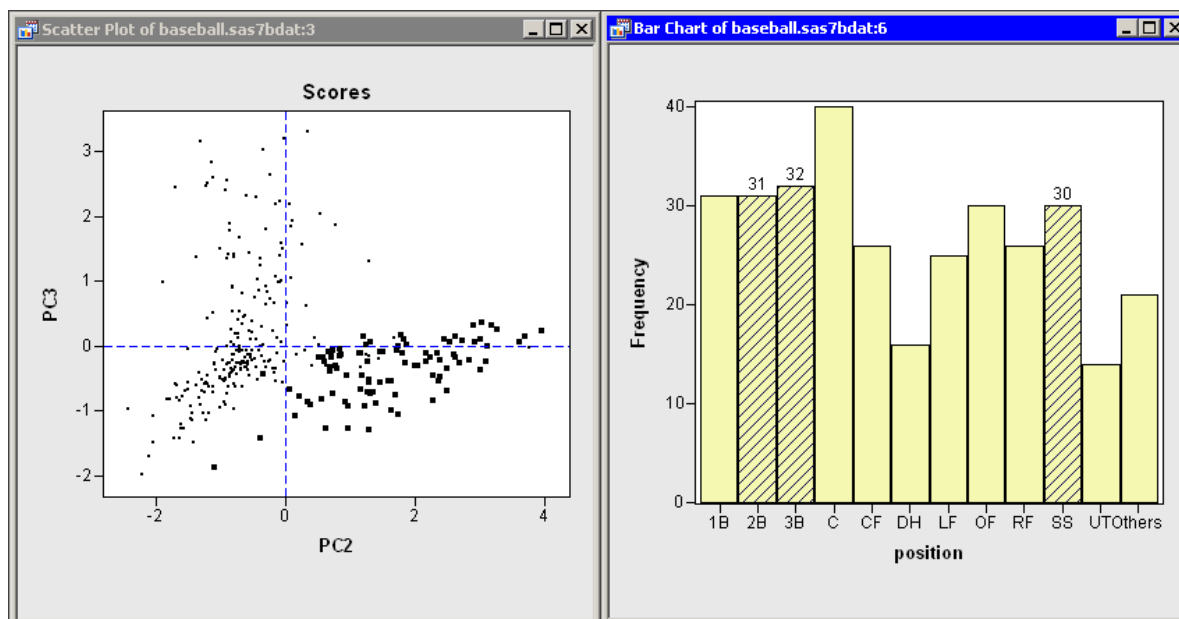 Scatter Plot of baseball.sas7bdat:3
Scores
3
2
1
0
-1
-2
PC3
-2 0 2 4
PC2
Bar Chart of baseball.sas7bdat:6
40
30
20
10
0
Frequency
31 32 30
1B 2B 3B C CF DH LF OF RF SS UT Others
position